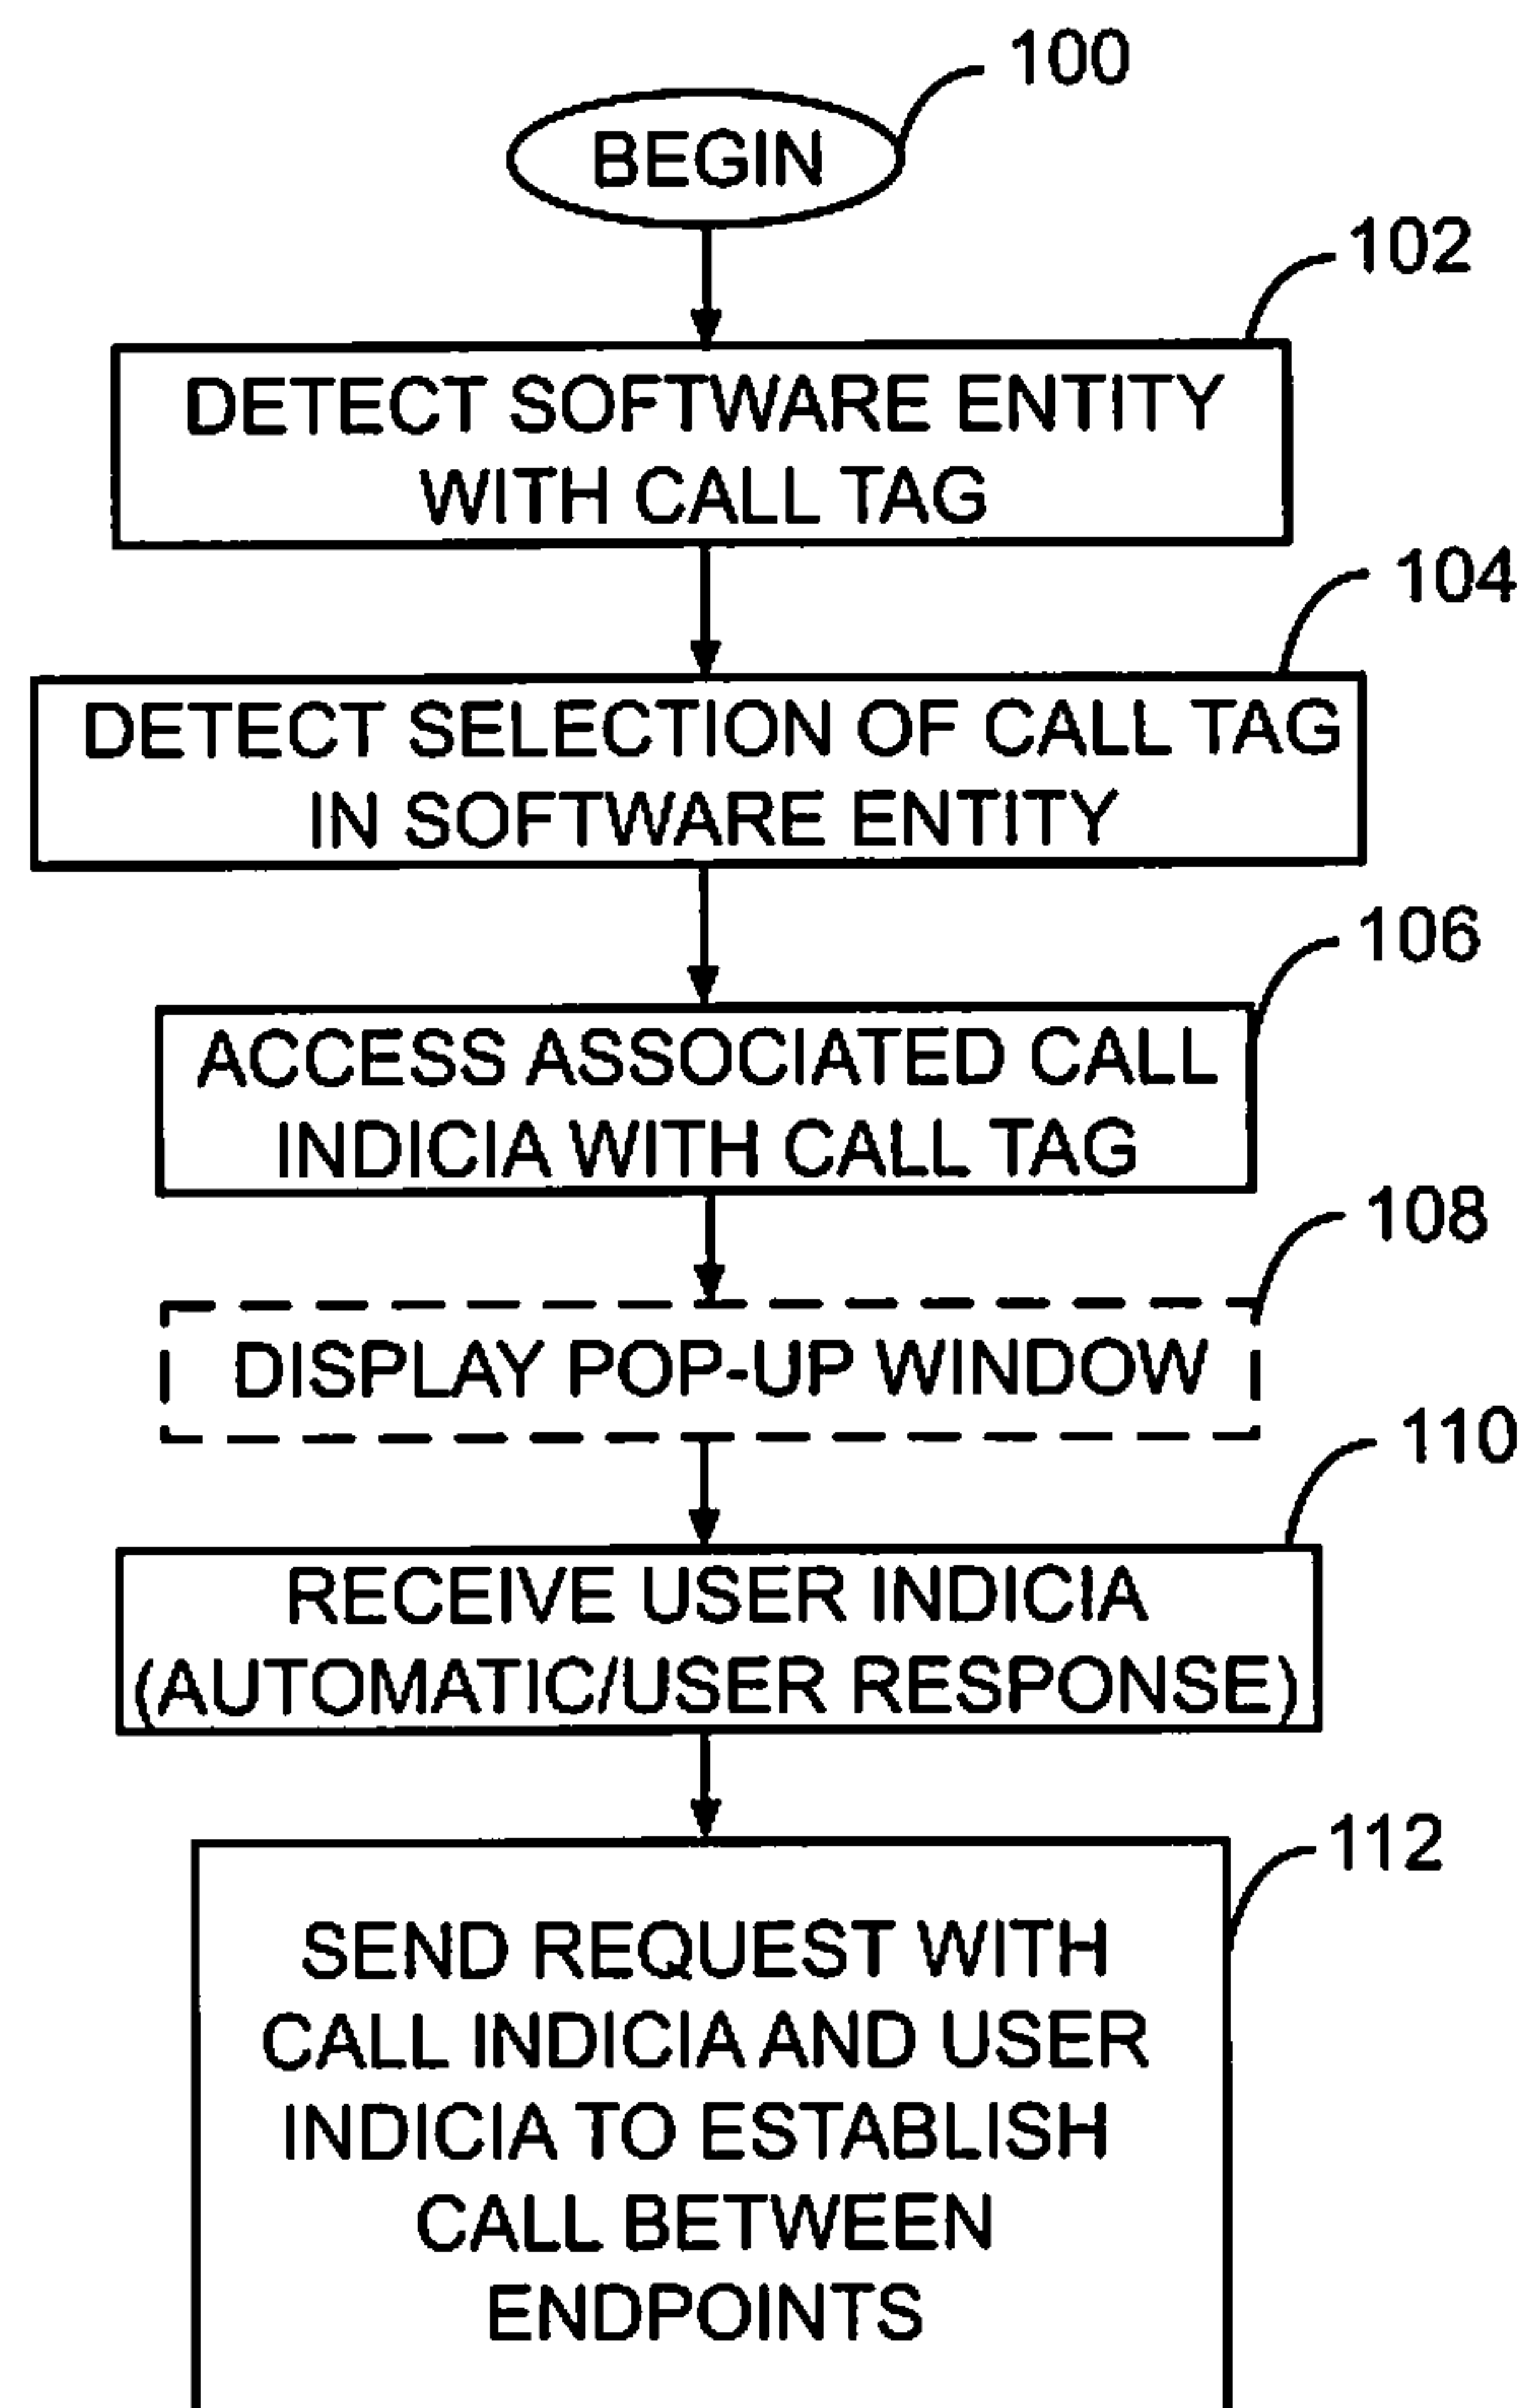 100
BEGIN
102
DETECT SOFTWARE ENTITY
WITH CALL TAG
104
DETECT SELECTION OF CALL TAG
IN SOFTWARE ENTITY
106
ACCESS ASSOCIATED CALL
INDICIA WITH CALL TAG
108
DISPLAY POP-UP WINDOW
110
RECEIVE USER INDICIA
(AUTOMATIC/USER RESPONSE)
112
SEND REQUEST WITH
CALL INDICIA AND USER
INDICIA TO ESTABLISH
CALL BETWEEN
ENDPOINTS